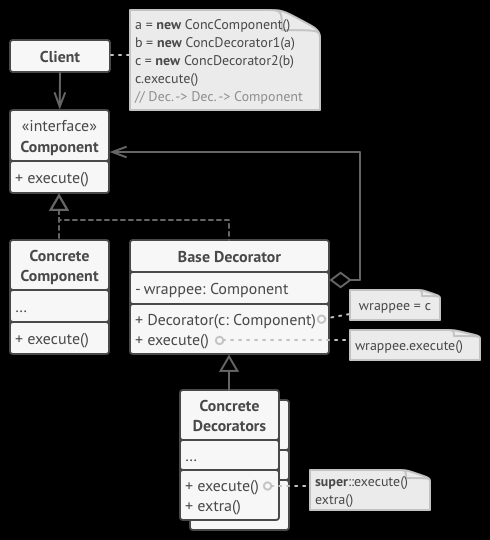 a = new ConcComponent()
b = new ConcDecorator1(a)
c = new ConcDecorator2(b)
c.execute()
// Dec. -> Dec. -> Component
Client
«interface»
Component
+ execute()
Concrete
Component
...
+ execute()
Base Decorator
- wrappee: Component
+ Decorator(c: Component)
+ execute()
wrappee = c
wrappee.execute()
Concrete
Decorators
...
+ execute()
+ extra()
super::execute()
extra()